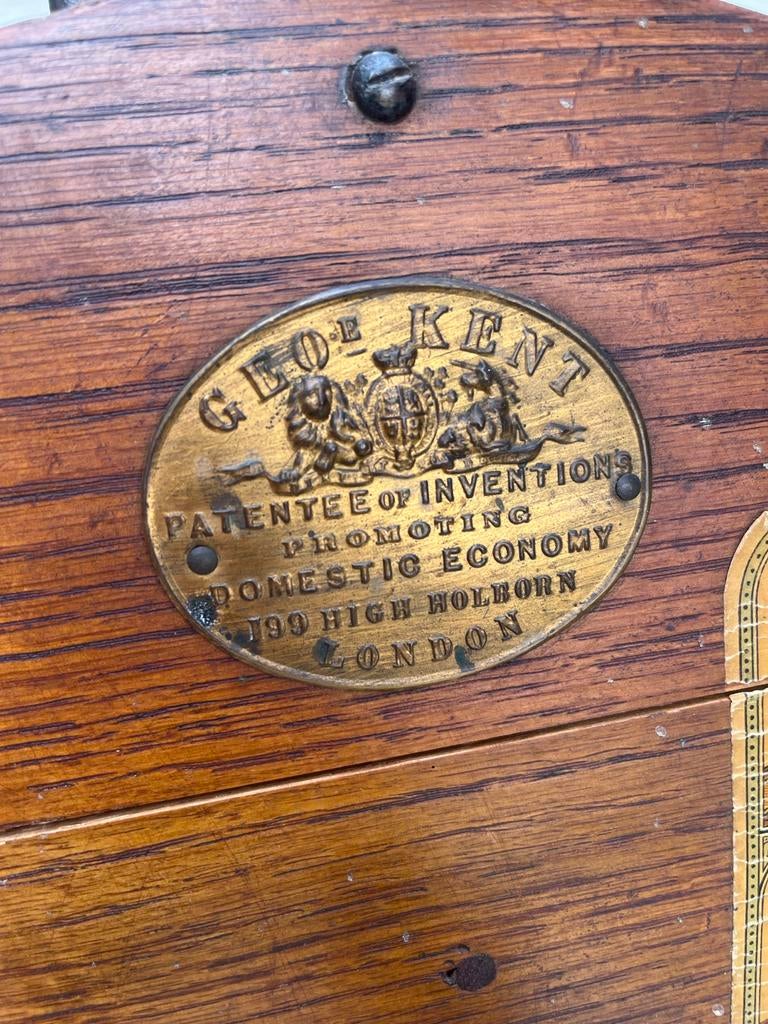 GEO.E KENT
PATENTEE OF INVENTIONS
PROMOTING
DOMESTIC ECONOMY
199 HIGH HOLBORN
LONDON